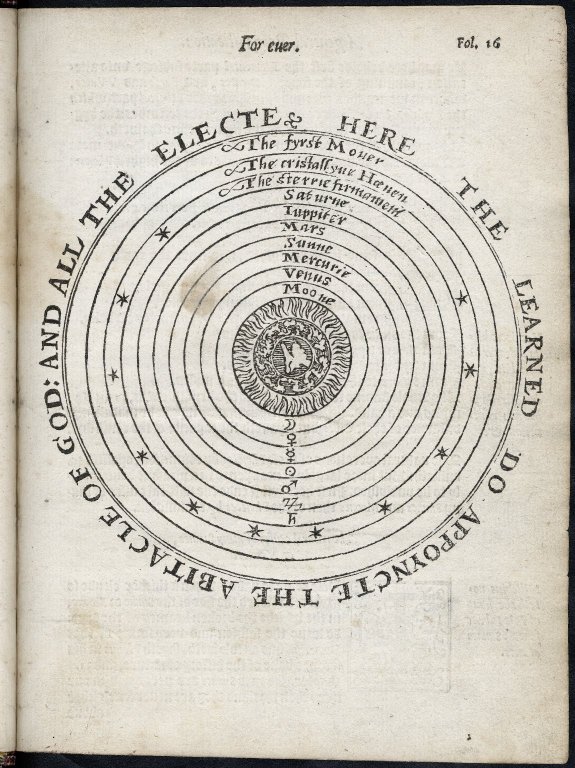 For euer.
Fol. 16
HERE THE LEARNED DO APPOYNCTE THE ABITACLE OF GOD: AND ALL THE ELECTE
The fyrst Mouer
The cristallyne Heauen
The sterrie firmament
Saturne
Iuppiter
Mars
Sunne
Mercurie
Venus
Moone
☽
♀
☿
☉
♂
♃
♄